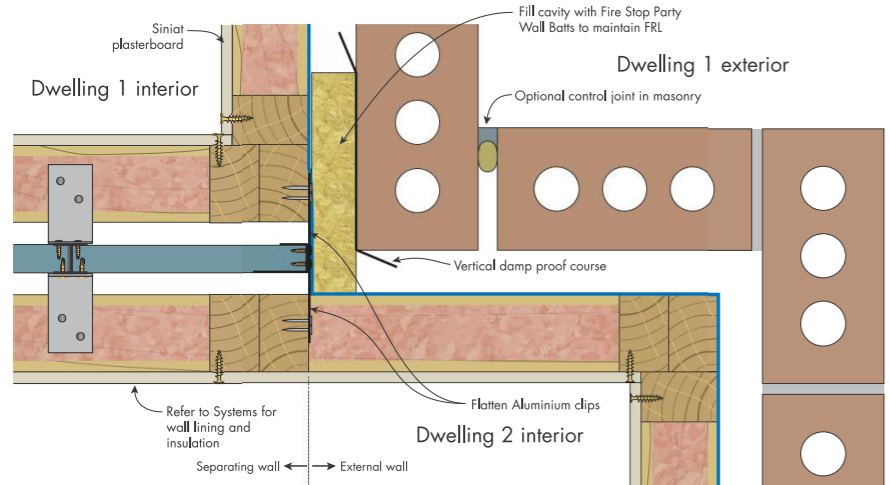 Siniat
plasterboard
Fill cavity with Fire Stop Party
Wall Batts to maintain FRL
Dwelling 1 interior
Dwelling 1 exterior
Optional control joint in masonry
Vertical damp proof course
Refer to Systems for
wall lining and
insulation
Flatten Aluminium clips
Dwelling 2 interior
Separating wall
External wall